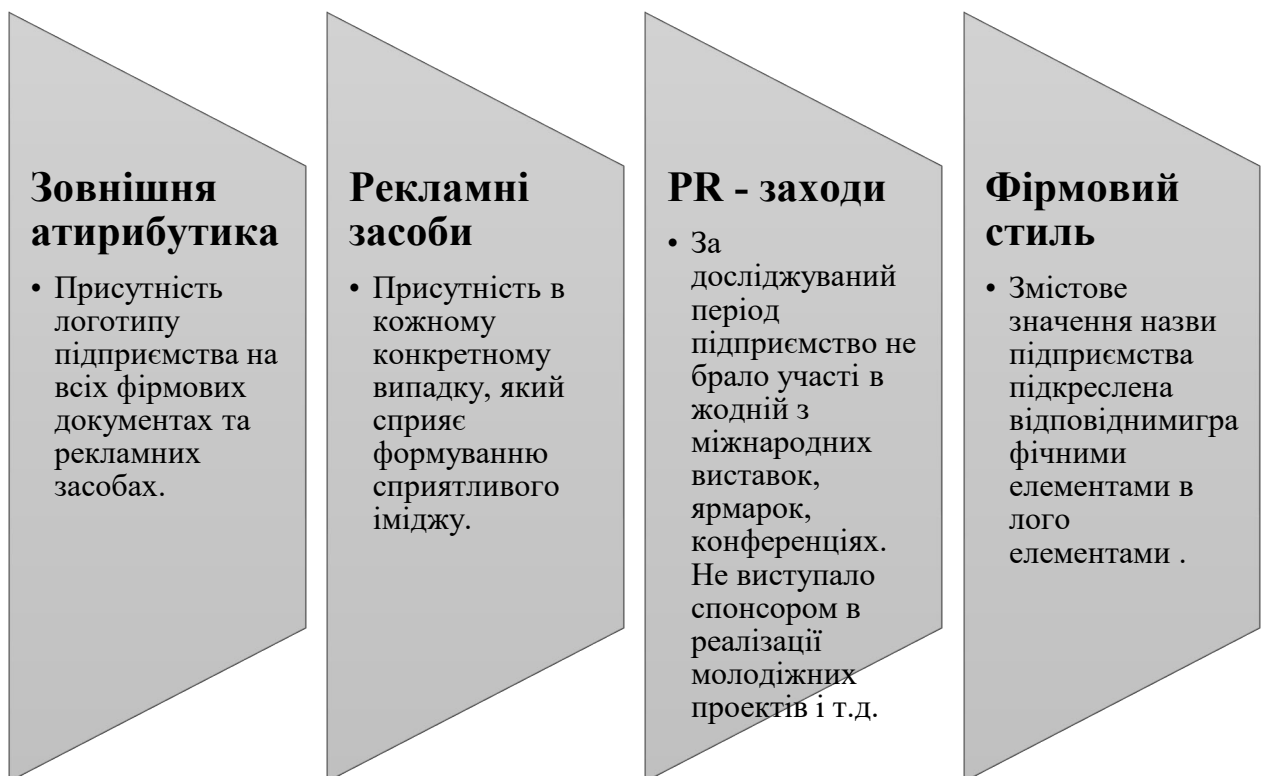 Зовнішня
атирибутика
• Присутність
логотипу
підприємства на
всіх фірмових
документах та
рекламних
засобах.
Рекламні
засоби
• Присутність в
кожному
конкретному
випадку, який
сприяє
формуванню
сприятливого
іміджу.
PR - заходи
• За
досліджуваний
період
підприємство не
брало участі в
жодній з
міжнародних
виставок,
ярмарок,
конференціях.
Не виступало
спонсором в
реалізації
молодіжних
проектів і т.д.
Фірмовий
стиль
• Змістове
значення назви
підприємства
підкреслена
відповіднимигра
фічними
елементами в
лого
елементами .